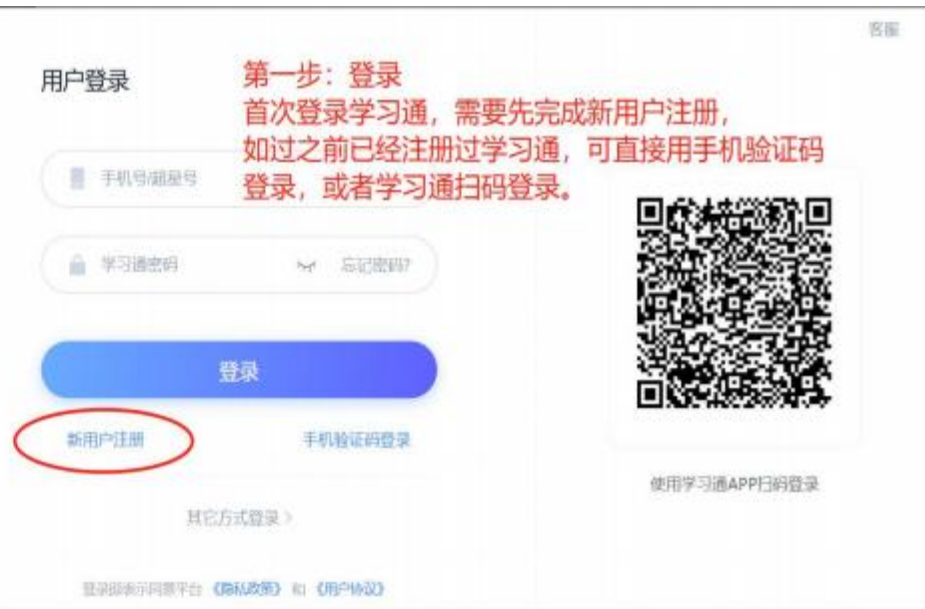 客服
用户登录
第一步：登录
首次登录学习通，需要先完成新用户注册，
如过之前已经注册过学习通，可直接用手机验证码
登录，或者学习通扫码登录。
手机号/超星号
学习通密码
忘记密码?
登录
新用户注册
手机验证码登录
使用学习通APP扫码登录
其它方式登录
登录即表示同意平台《隐私政策》和《用户协议》